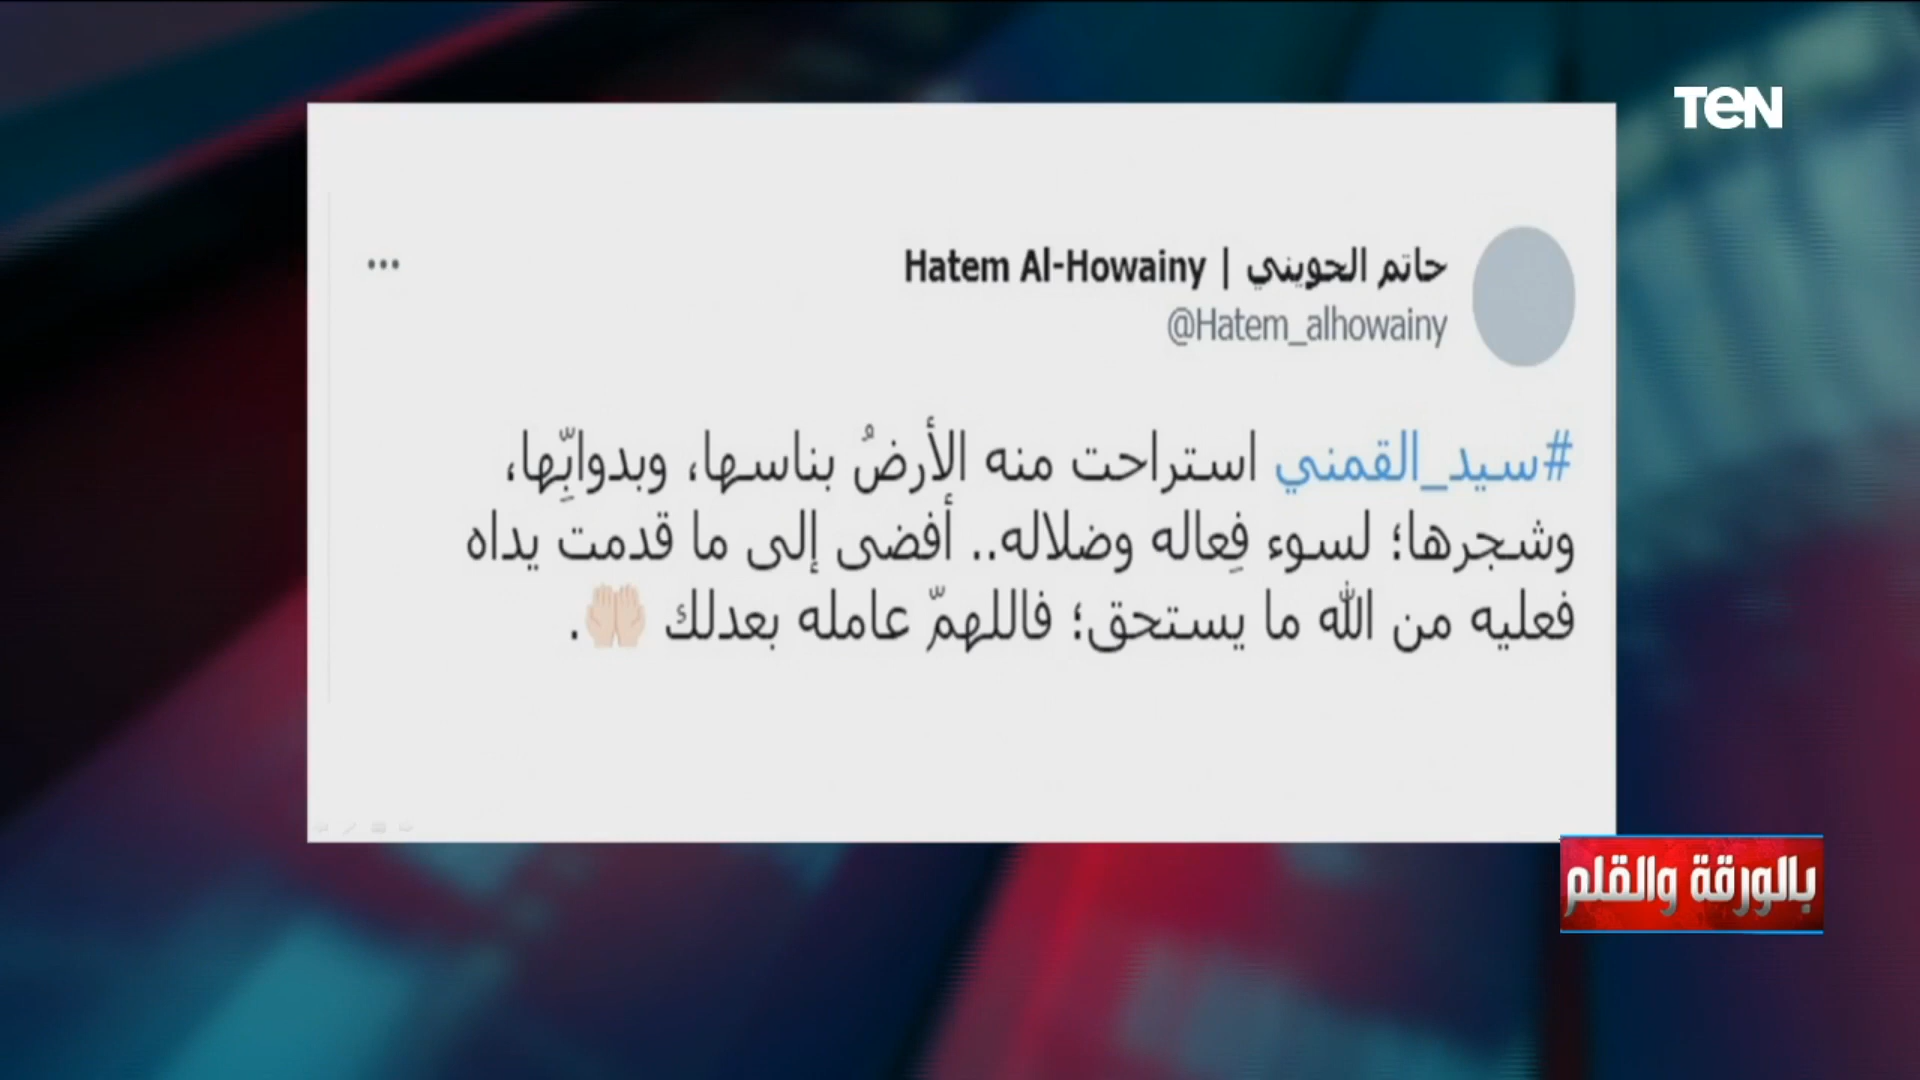 TeN
حاتم الحويني | Hatem Al-Howainy
@Hatem_alhowainy
#سيد_القمني استراحت منه الأرضُ بناسها، وبدوابِّها،
وشجرها؛ لسوء فِعاله وضلاله.. أفضى إلى ما قدمت يداه
فعليه من الله ما يستحق؛ فاللهمّ عامله بعدلك 🤲🏻.
بالورقة والقلم